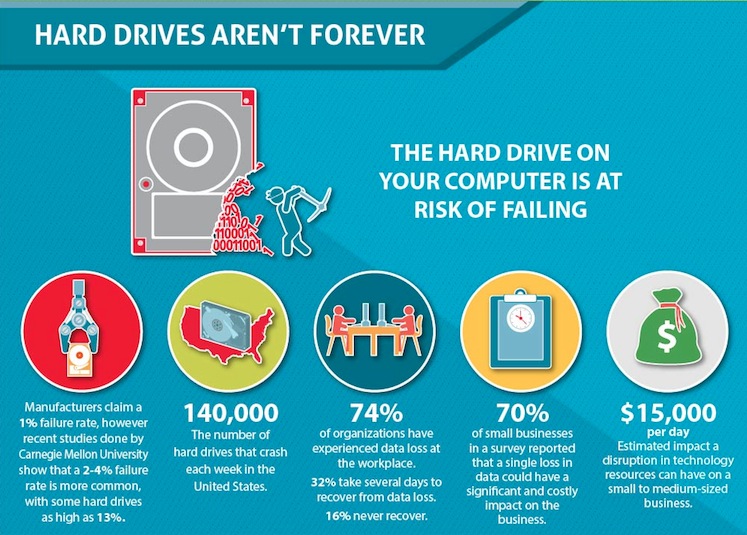 HARD DRIVES AREN'T FOREVER
THE HARD DRIVE ON
YOUR COMPUTER IS AT
RISK OF FAILING
Manufacturers claim a
1% failure rate, however
recent studies done by
Carnegie Mellon University
show that a 2-4% failure
rate is more common,
with some hard drives
as high as 13%.
140,000
The number of
hard drives that crash
each week in the
United States.
74%
of organizations have
experienced data loss at
the workplace.
32% take several days to
recover from data loss.
16% never recover.
70%
of small businesses
in a survey reported
that a single loss in
data could have a
significant and costly
impact on the
business.
$
$15,000
per day
Estimated impact a
disruption in technology
resources can have on a
small to medium-sized
business.